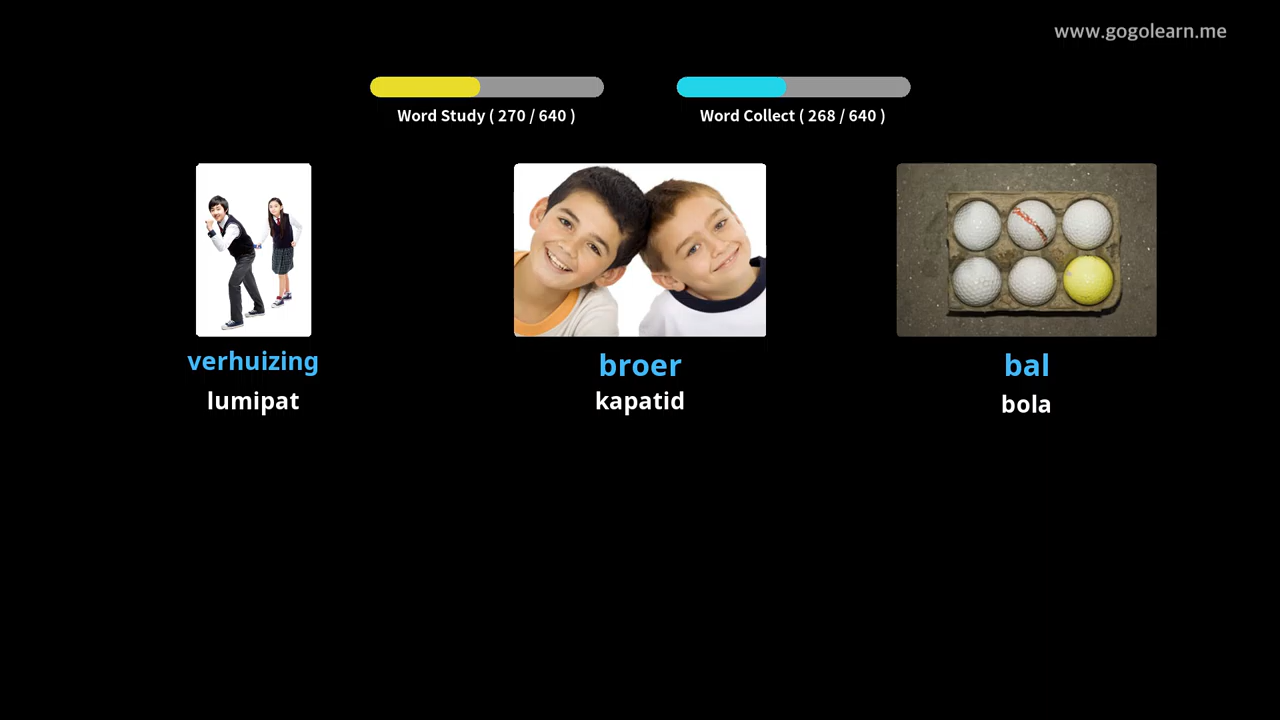 www.gogolearn.me
Word Study ( 270 / 640 )
Word Collect ( 268 / 640 )
verhuizing
lumipat
broer
kapatid
bal
bola